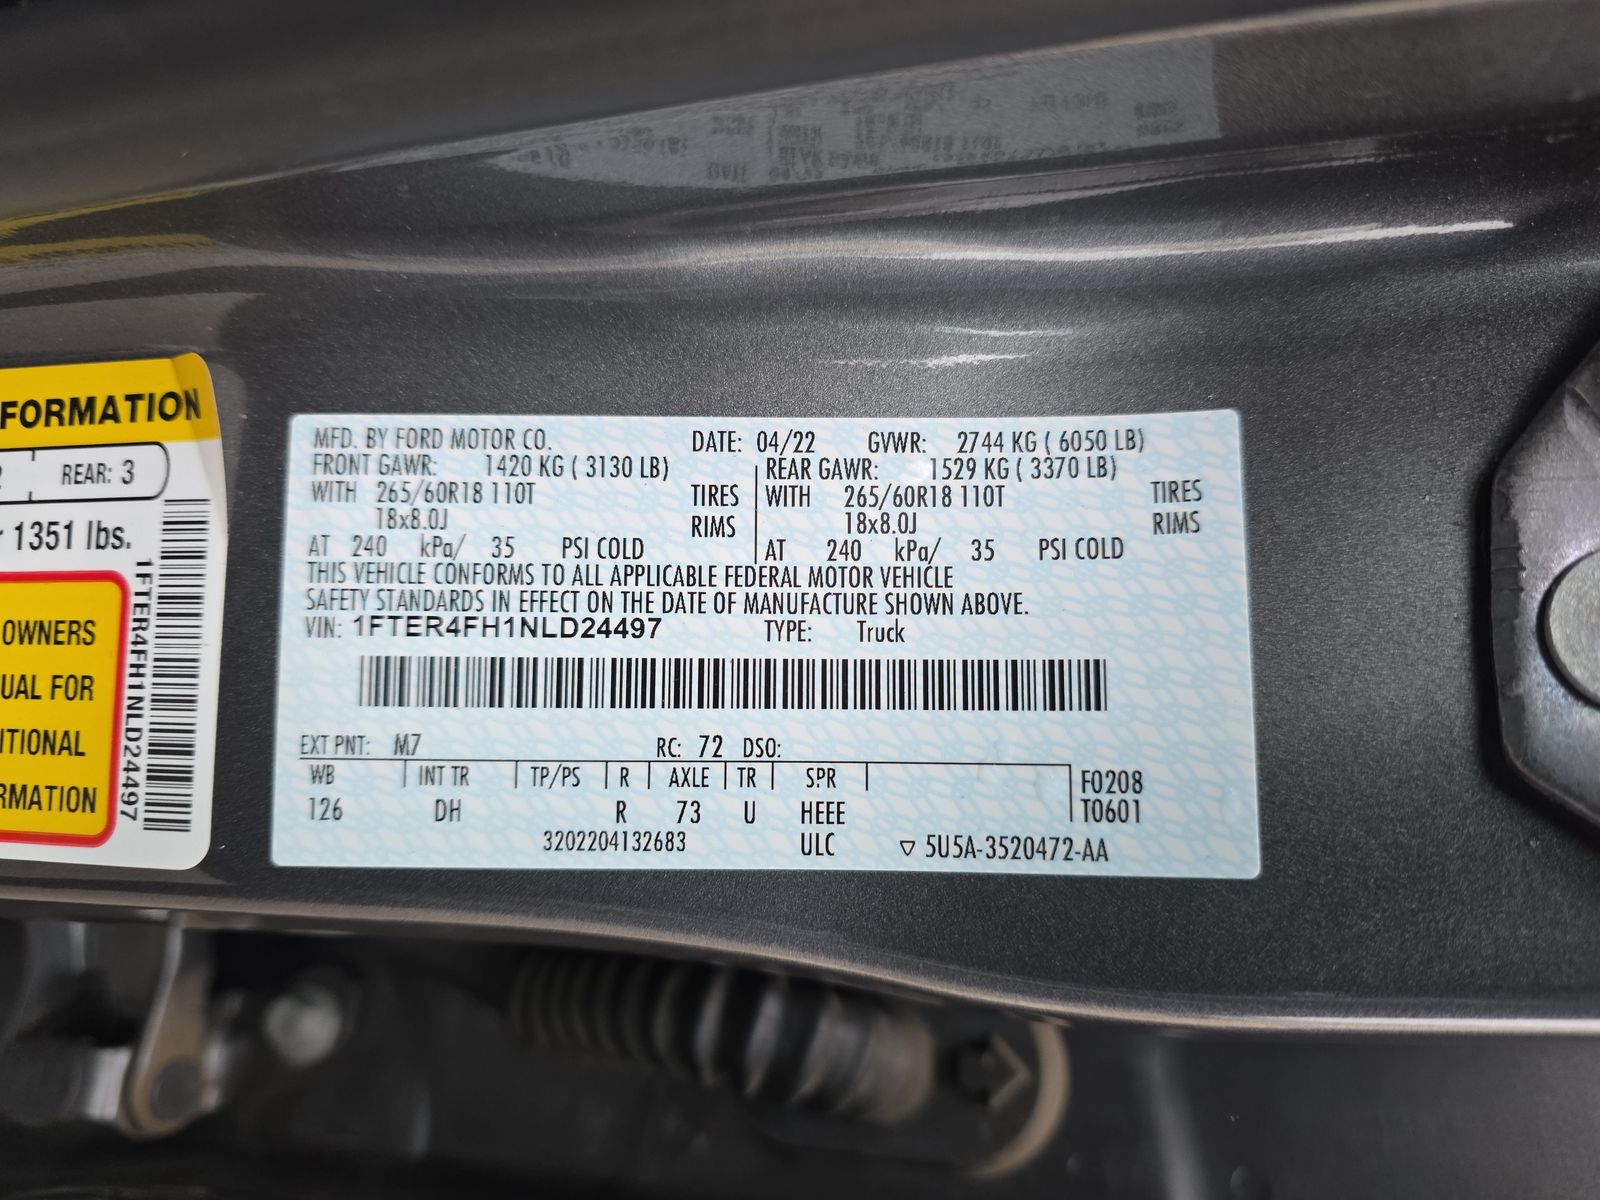 FORMATION
REAR: 3
1351 lbs.
OWNERS
UAL FOR
ITIONAL
RMATION
1FTER4FH1NLD24497
MFD. BY FORD MOTOR CO. DATE: 04/22 GVWR: 2744 KG ( 6050 LB)
FRONT GAWR: 1420 KG ( 3130 LB) REAR GAWR: 1529 KG ( 3370 LB)
WITH 265/60R18 110T TIRES WITH 265/60R18 110T TIRES
18x8.0J RIMS 18x8.0J RIMS
AT 240 kPa/ 35 PSI COLD AT 240 kPa/ 35 PSI COLD
THIS VEHICLE CONFORMS TO ALL APPLICABLE FEDERAL MOTOR VEHICLE
SAFETY STANDARDS IN EFFECT ON THE DATE OF MANUFACTURE SHOWN ABOVE.
VIN: 1FTER4FH1NLD24497 TYPE: Truck
EXT PNT: M7 RC: 72 DSO:
WB INT TR TP/PS R AXLE TR SPR F0208
126 DH R 73 U HEEE T0601
3202204132683 ULC ▽ 5U5A-3520472-AA